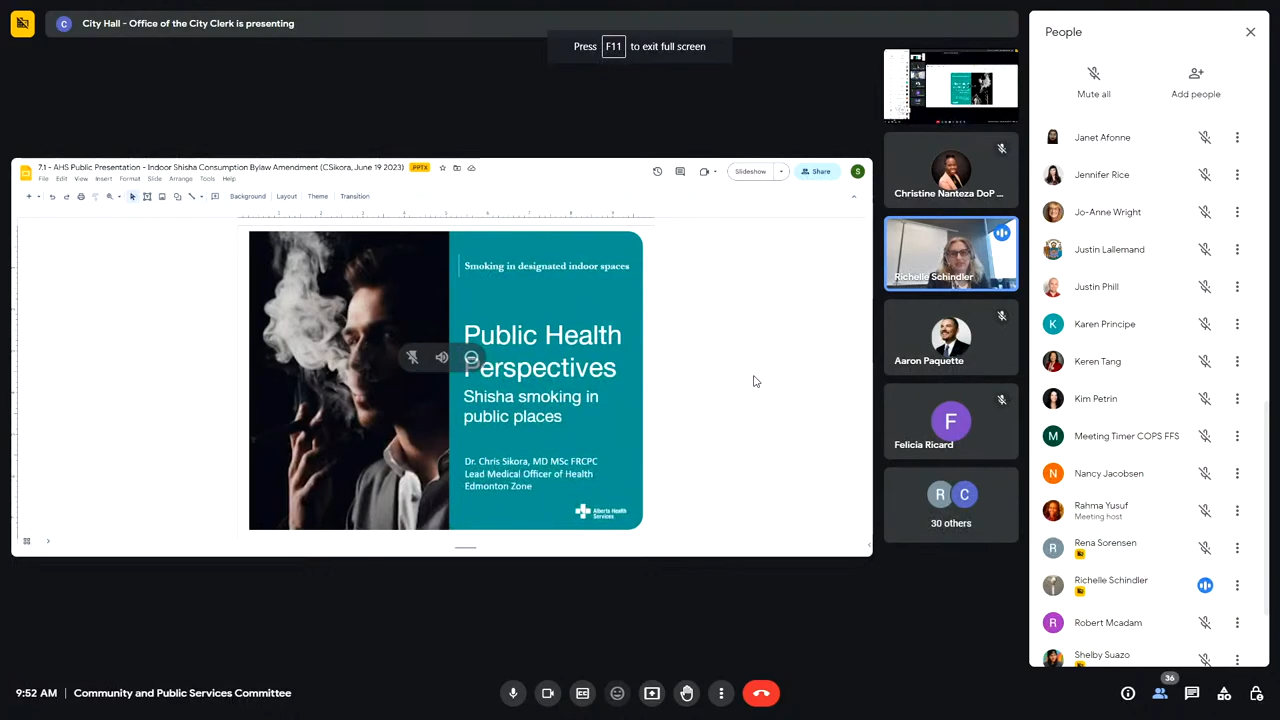 City Hall - Office of the City Clerk is presenting
Press F11 to exit full screen
People
Mute all
Add people
Janet Afonne
Jennifer Rice
Jo-Anne Wright
Justin Lallemand
Justin Phill
Karen Principe
Keren Tang
Kim Petrin
Meeting Timer COPS FFS
Nancy Jacobsen
Rahma Yusuf
Meeting host
Rena Sorensen
Richelle Schindler
Robert Mcadam
Shelby Suazo
Christine Nanteza DoP ...
Richelle Schindler
Aaron Paquette
Felicia Ricard
30 others
7.1 - AHS Public Presentation - Indoor Shisha Consumption Bylaw Amendment (CSikora, June 19 2023) .PPTX
File Edit View Insert Format Slide Arrange Tools Help
Slideshow
Share
Background Layout Theme Transition
Smoking in designated indoor spaces
Public Health
Perspectives
Shisha smoking in
public places
Dr. Chris Sikora, MD MSc FRCPC
Lead Medical Officer of Health
Edmonton Zone
Alberta Health
Services
9:52 AM | Community and Public Services Committee
36